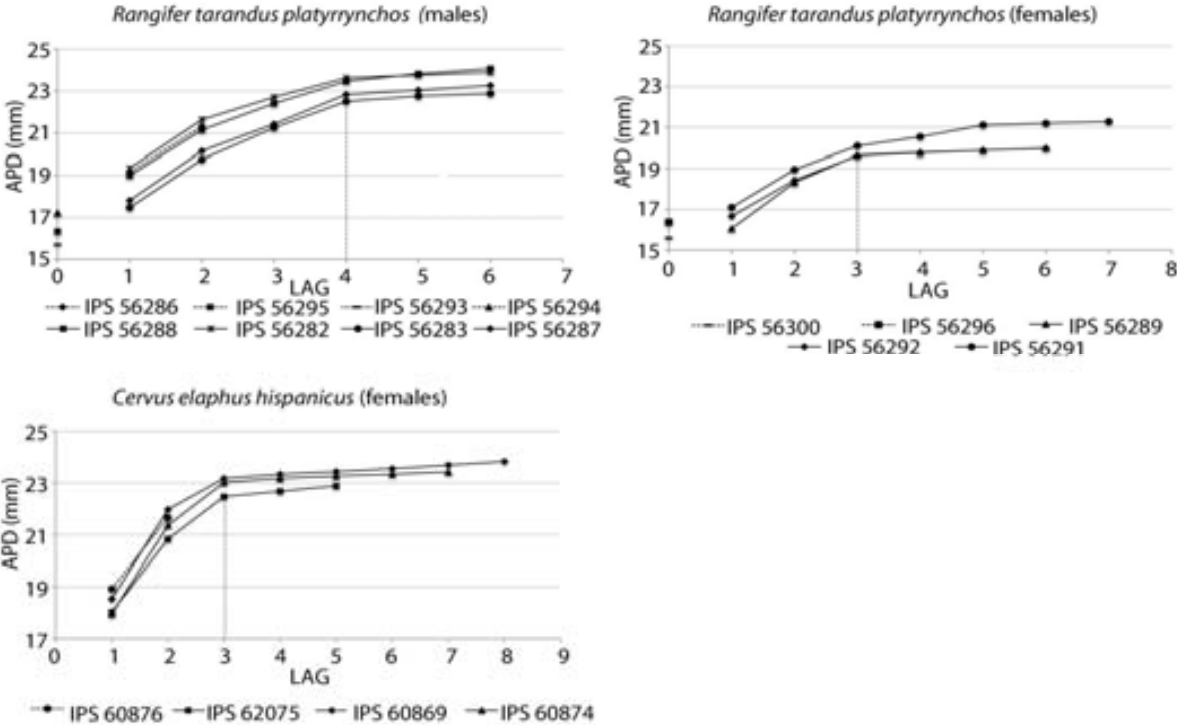 Rangifer tarandus platyrrynchos (males)
25
23
21
19
17
15
APD (mm)
0 1 2 3 4 5 6 7
LAG
IPS 56286 IPS 56295 IPS 56293 IPS 56294
IPS 56288 IPS 56282 IPS 56283 IPS 56287
Rangifer tarandus platyrrynchos (females)
25
23
21
19
17
15
APD (mm)
0 1 2 3 4 5 6 7 8
LAG
IPS 56300 IPS 56296 IPS 56289
IPS 56292 IPS 56291
Cervus elaphus hispanicus (females)
25
23
21
19
17
APD (mm)
0 1 2 3 4 5 6 7 8 9
LAG
IPS 60876 IPS 62075 IPS 60869 IPS 60874